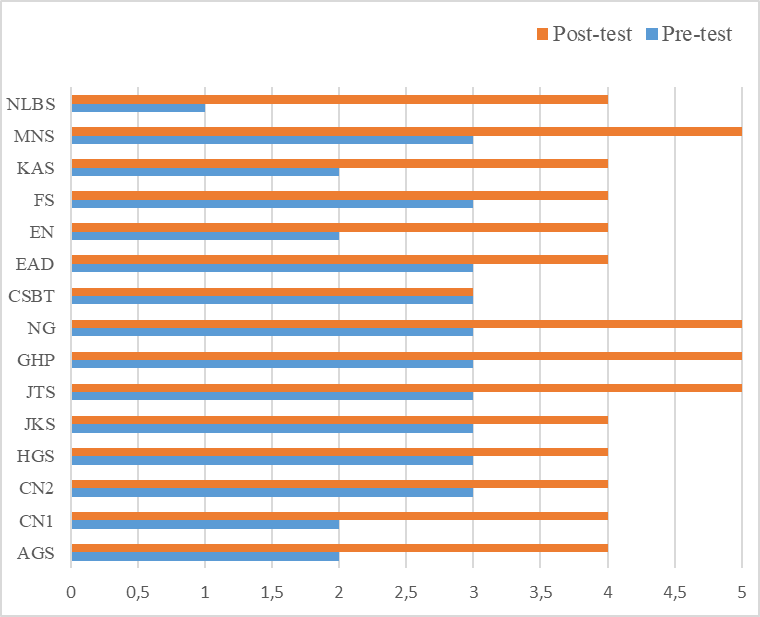 Post-test Pre-test
NLBS
MNS
KAS
FS
EN
EAD
CSBT
NG
GHP
JTS
JKS
HGS
CN2
CN1
AGS
0 0,5 1 1,5 2 2,5 3 3,5 4 4,5 5